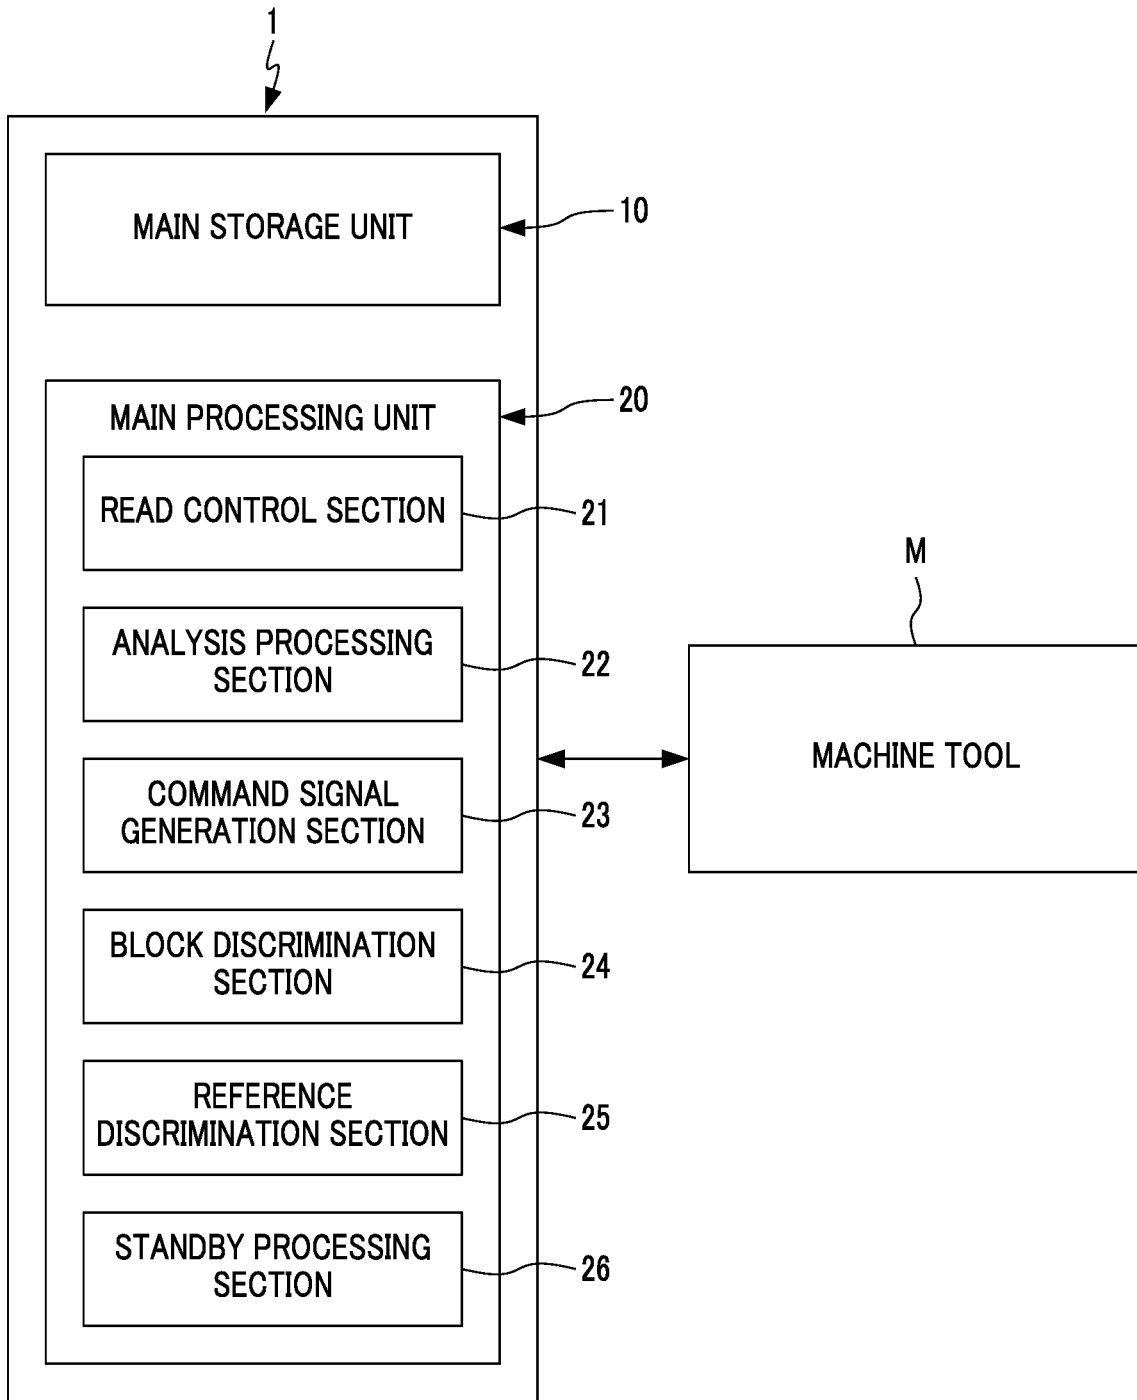 1
MAIN STORAGE UNIT
10
MAIN PROCESSING UNIT
20
READ CONTROL SECTION
21
ANALYSIS PROCESSING
SECTION
22
COMMAND SIGNAL
GENERATION SECTION
23
BLOCK DISCRIMINATION
SECTION
24
REFERENCE
DISCRIMINATION SECTION
25
STANDBY PROCESSING
SECTION
26
M
MACHINE TOOL